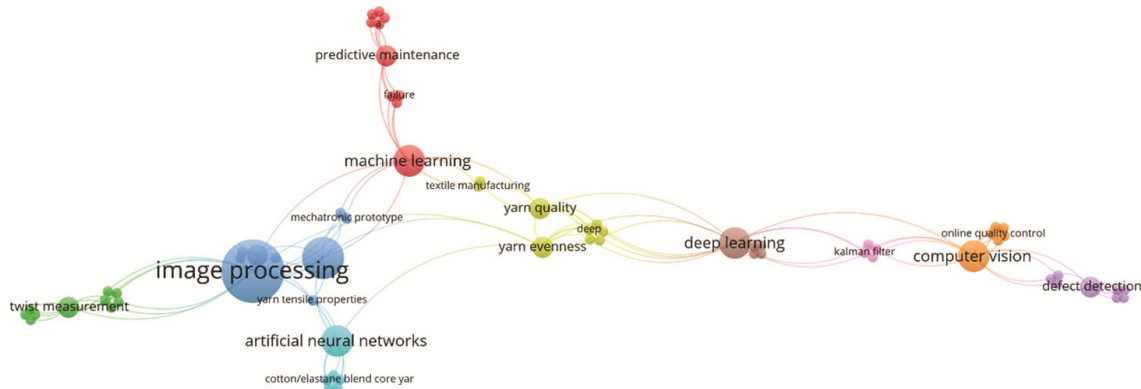 a
predictive maintenance
failure
machine learning
textile manufacturing
yarn quality
mechatronic prototype
deep
yarn evenness
deep learning
online quality control
kalman filter
computer vision
image processing
defect detection
yarn tensile properties
twist measurement
artificial neural networks
cotton/elastane blend core yar